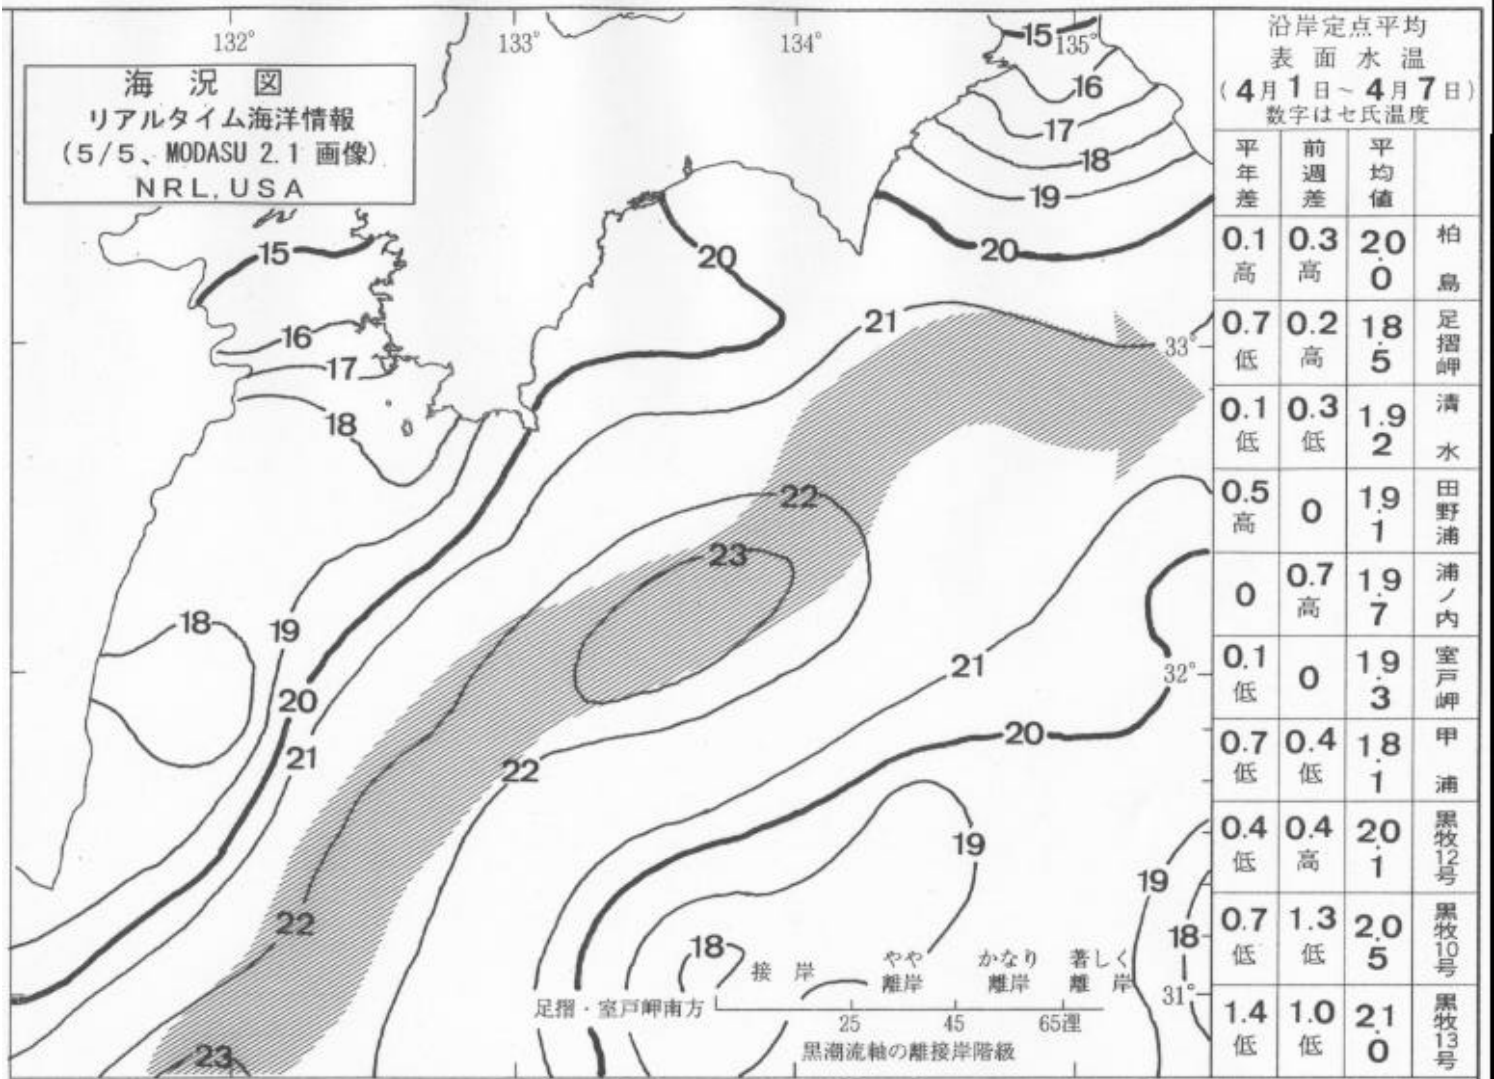 132°
133°
134°
135°
海況図
リアルタイム海洋情報
(5/5、MODASU 2.1 画像)
NRL, USA
15
16
17
18
19
20
15
16
17
18
20
21
22
23
18
19
20
21
22
21
20
19
18
19
18
22
23
33°
32°
31°
接岸
やや離岸
かなり離岸
著しく離岸
足摺・室戸岬南方
25 45 65浬
黒潮流軸の離接岸階級
沿岸定点平均
表面水温
(4月1日~4月7日)
数字はセ氏温度
平年差 前週差 平均値
0.1高 0.3高 20.0 柏島
0.7低 0.2高 18.5 足摺岬
0.1低 0.3低 19.2 清水
0.5高 0 19.1 田野浦
0 0.7高 19.7 浦ノ内
0.1低 0 19.3 室戸岬
0.7低 0.4低 18.1 甲浦
0.4低 0.4高 20.1 黒牧12号
0.7低 1.3低 20.5 黒牧10号
1.4低 1.0低 21.0 黒牧13号